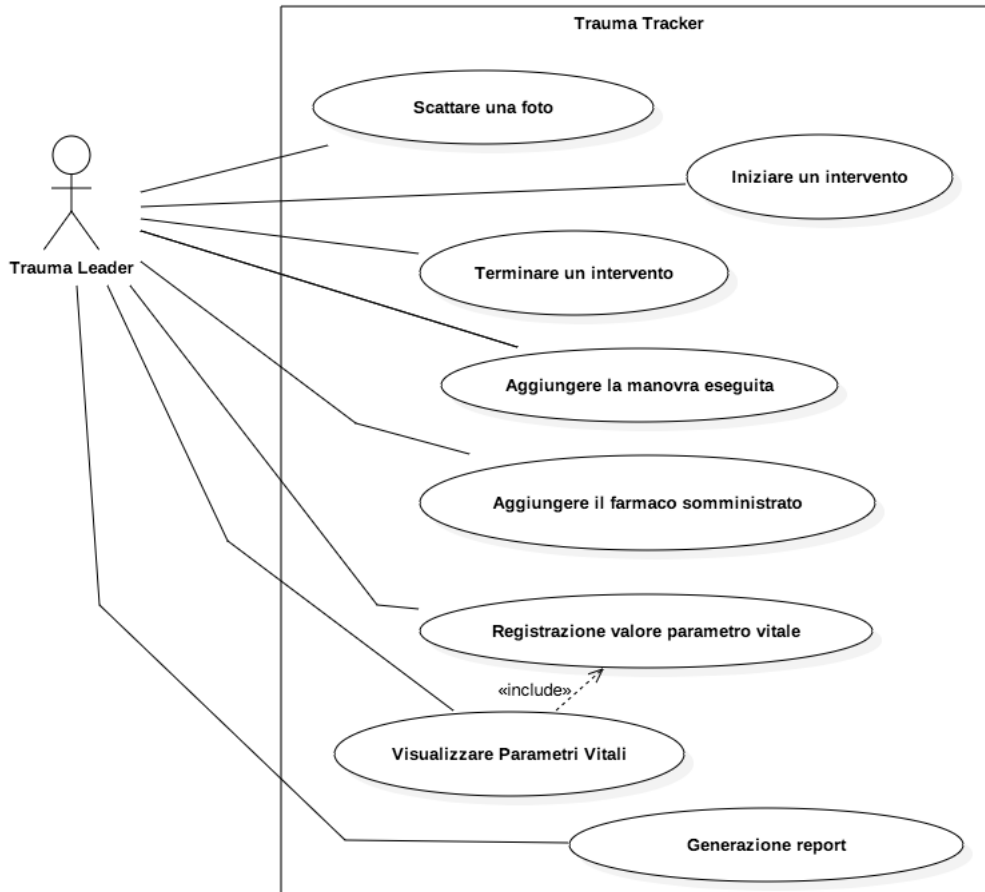 Trauma Tracker
Scattare una foto
Iniziare un intervento
Trauma Leader
Terminare un intervento
Aggiungere la manovra eseguita
Aggiungere il farmaco somministrato
Registrazione valore parametro vitale
«include»
Visualizzare Parametri Vitali
Generazione report